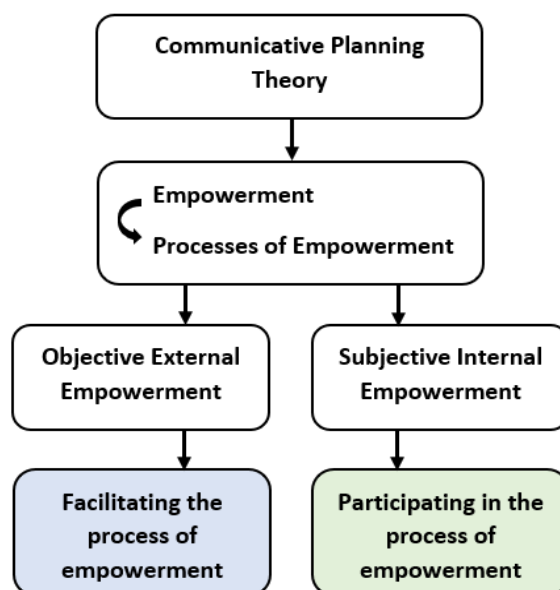 Communicative Planning
Theory
Empowerment
Processes of Empowerment
Objective External
Empowerment
Subjective Internal
Empowerment
Facilitating the
process of
empowerment
Participating in the
process of
empowerment